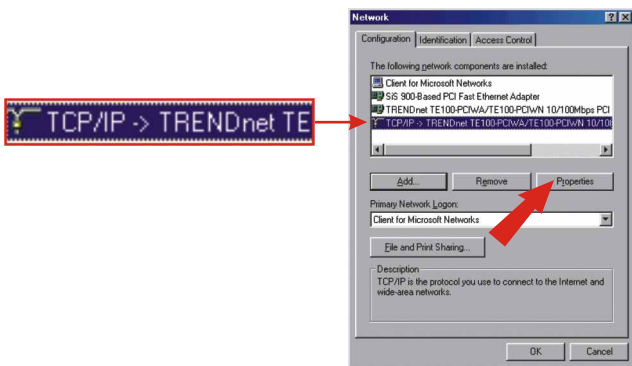 TCP/IP -> TRENDnet TE
Network
Configuration Identification Access Control
The following network components are installed:
Client for Microsoft Networks
SiS 900-Based PCI Fast Ethernet Adapter
TRENDnet TE100-PCIWA/TE100-PCIWN 10/100Mbps PCI
TCP/IP -> TRENDnet TE100-PCIWA/TE100-PCIWN 10/10
Add... Remove Properties
Primary Network Logon:
Client for Microsoft Networks
File and Print Sharing...
Description
TCP/IP is the protocol you use to connect to the Internet and
wide-area networks.
OK Cancel